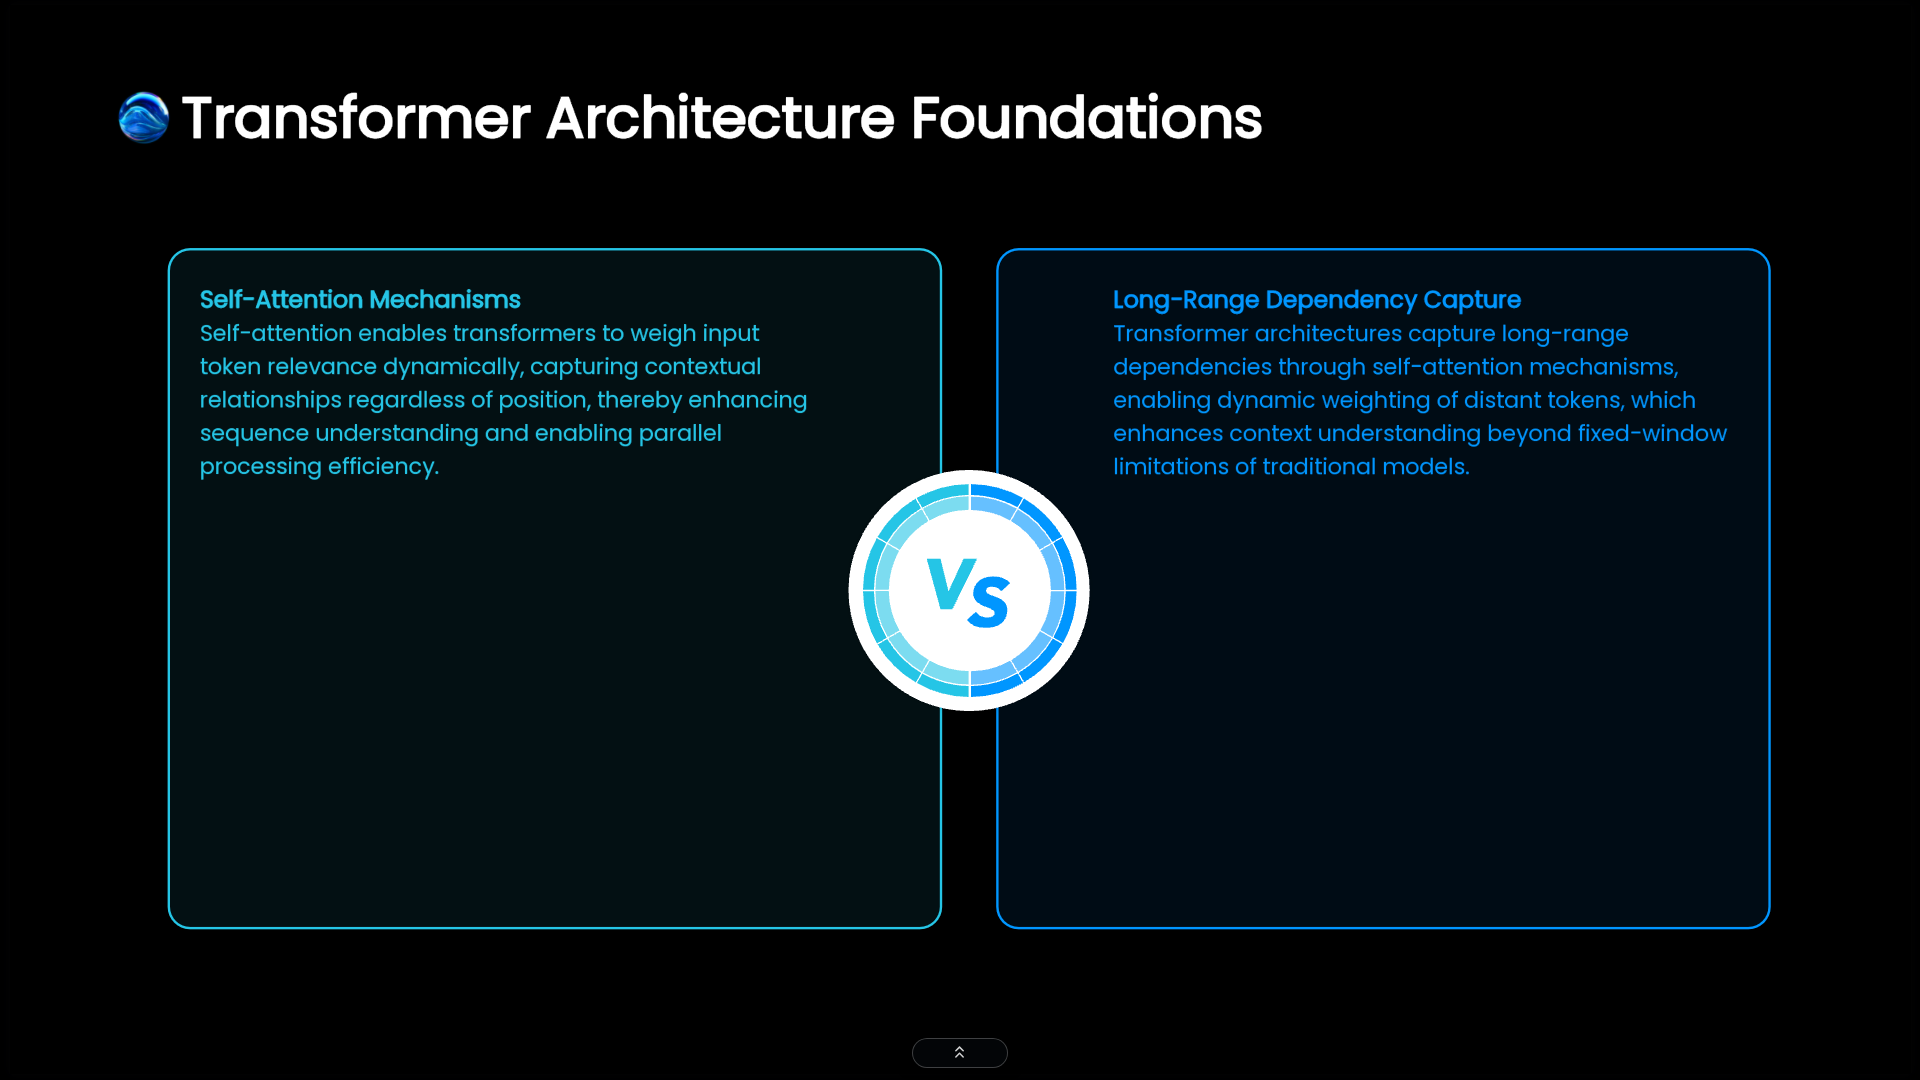 Transformer Architecture Foundations
Self-Attention Mechanisms
Self-attention enables transformers to weigh input
token relevance dynamically, capturing contextual
relationships regardless of position, thereby enhancing
sequence understanding and enabling parallel
processing efficiency.
VS
Long-Range Dependency Capture
Transformer architectures capture long-range
dependencies through self-attention mechanisms,
enabling dynamic weighting of distant tokens, which
enhances context understanding beyond fixed-window
limitations of traditional models.